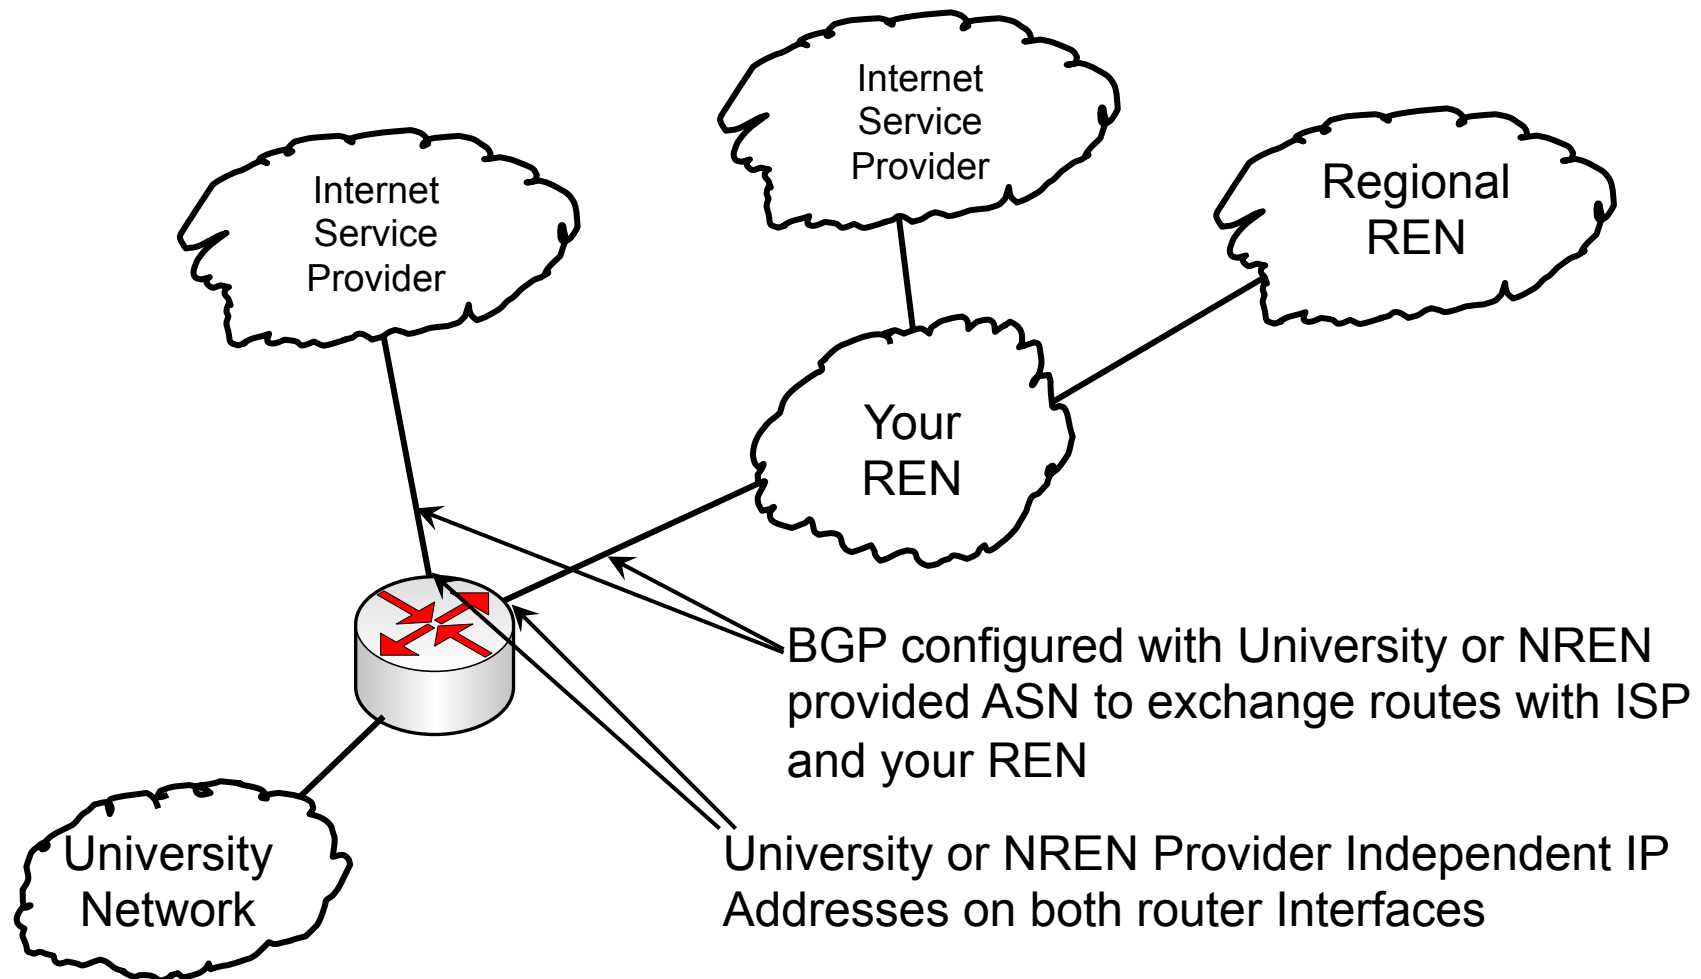 Internet
Service
Provider
Internet
Service
Provider
Regional
REN
Your
REN
BGP configured with University or NREN
provided ASN to exchange routes with ISP
and your REN
University
Network
University or NREN Provider Independent IP
Addresses on both router Interfaces